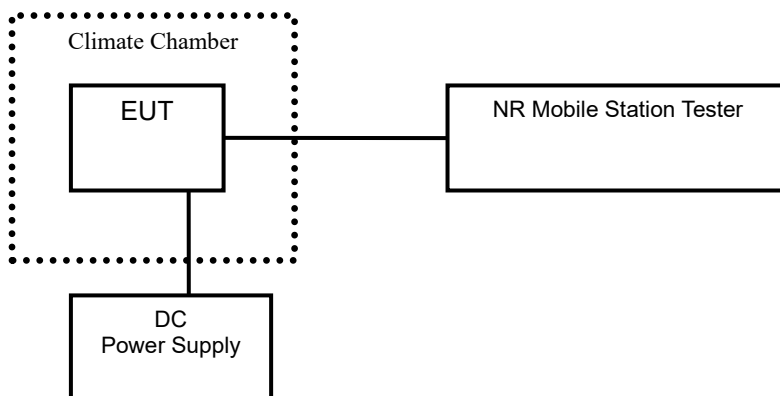 Climate Chamber
EUT
NR Mobile Station Tester
DC
Power Supply